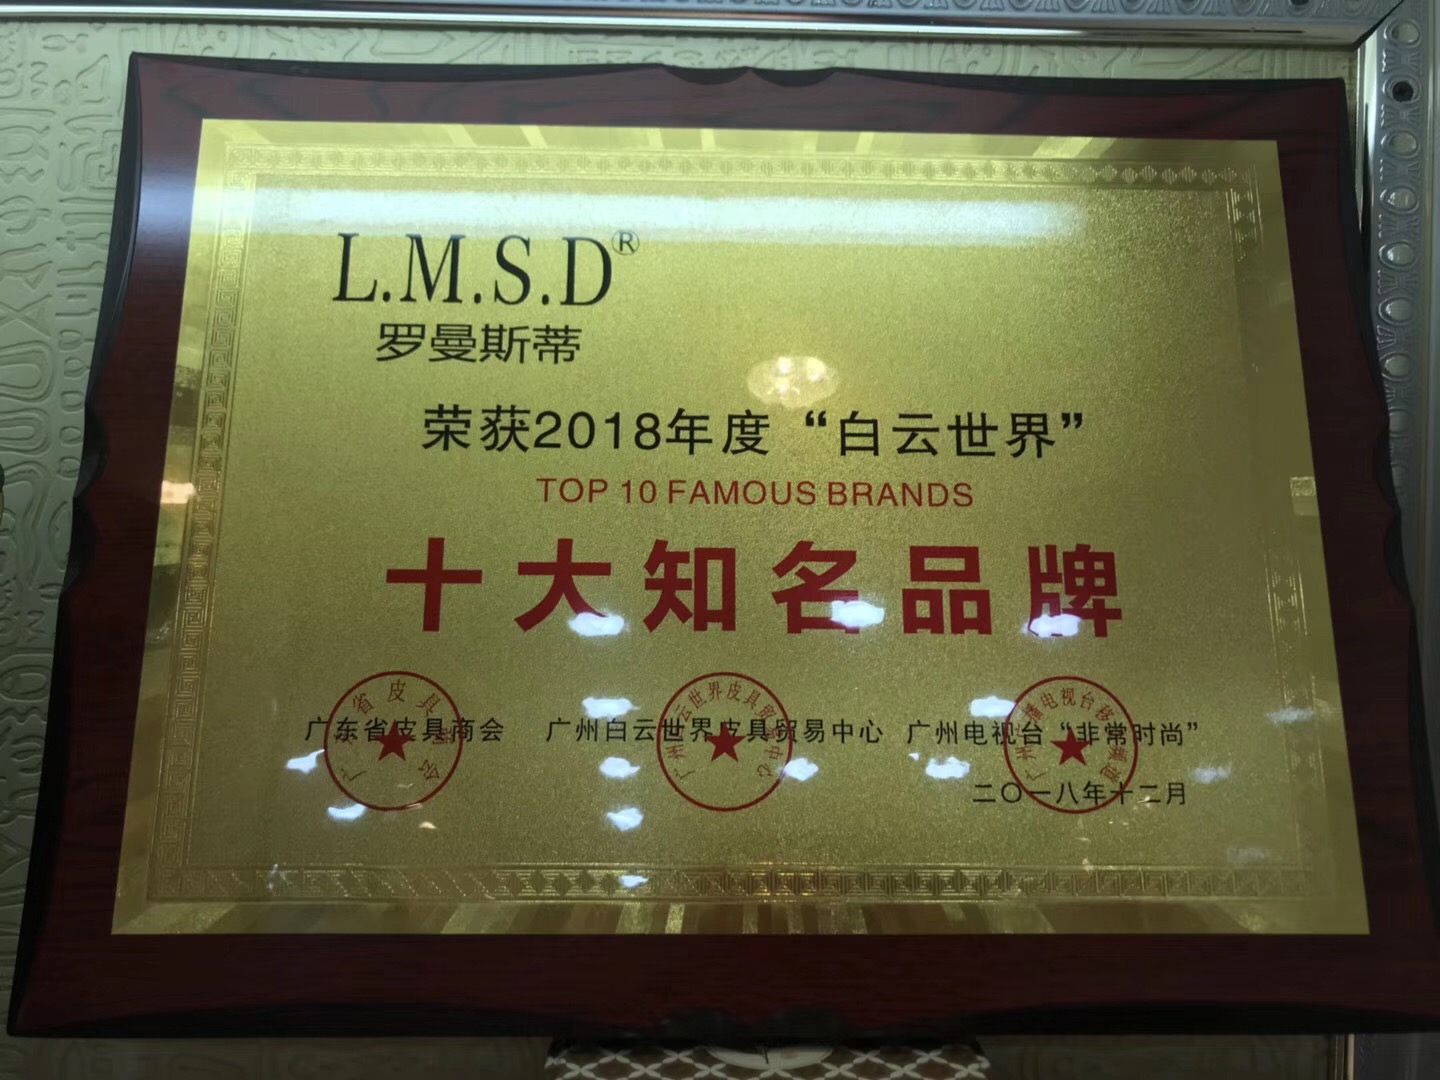 L.M.S.D®
罗曼斯蒂
荣获2018年度“白云世界”
TOP 10 FAMOUS BRANDS
十大知名品牌
广东省皮具商会 广州白云世界皮具贸易中心 广州电视台“非常时尚”
二〇一八年十二月